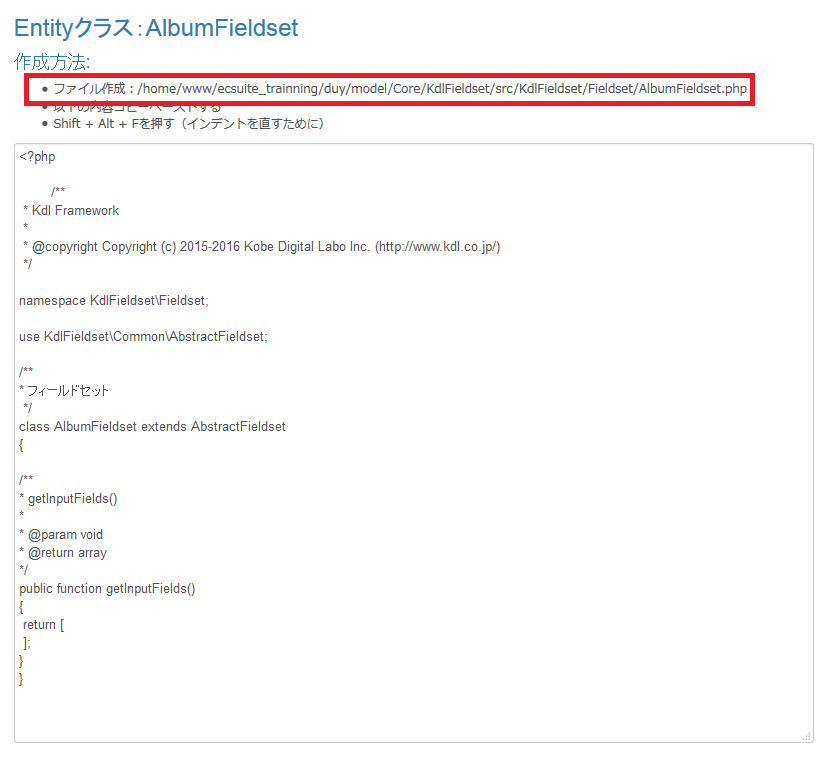 Entityクラス：AlbumFieldset
作成方法:
• ファイル作成 : /home/www/ecsuite_trainning/duy/model/Core/KdlFieldset/src/KdlFieldset/Fieldset/AlbumFieldset.php
• 以下の内容コピーペーストする
• Shift + Alt + Fを押す（インデントを直すために）
<?php
/**
* Kdl Framework
*
* @copyright Copyright (c) 2015-2016 Kobe Digital Labo Inc. (http://www.kdl.co.jp/)
*/
namespace KdlFieldset\Fieldset;
use KdlFieldset\Common\AbstractFieldset;
/**
* フィールドセット
*/
class AlbumFieldset extends AbstractFieldset
{
/**
* getInputFields()
*
* @param void
* @return array
*/
public function getInputFields()
{
return [
];
}
}